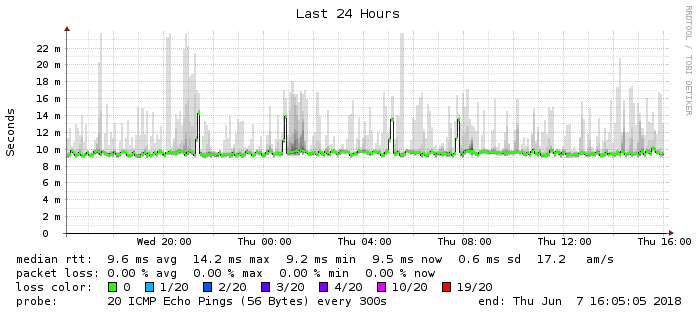 Last 24 Hours
RRDTOOL / TOBI OETIKER
Seconds
22 m
20 m
18 m
16 m
14 m
12 m
10 m
8 m
6 m
4 m
2 m
0
Wed 20:00 Thu 00:00 Thu 04:00 Thu 08:00 Thu 12:00 Thu 16:00
median rtt: 9.6 ms avg 14.2 ms max 9.2 ms min 9.5 ms now 0.6 ms sd 17.2 am/s
packet loss: 0.00 % avg 0.00 % max 0.00 % min 0.00 % now
loss color: 0 1/20 2/20 3/20 4/20 10/20 19/20
probe: 20 ICMP Echo Pings (56 Bytes) every 300s end: Thu Jun 7 16:05:05 2018